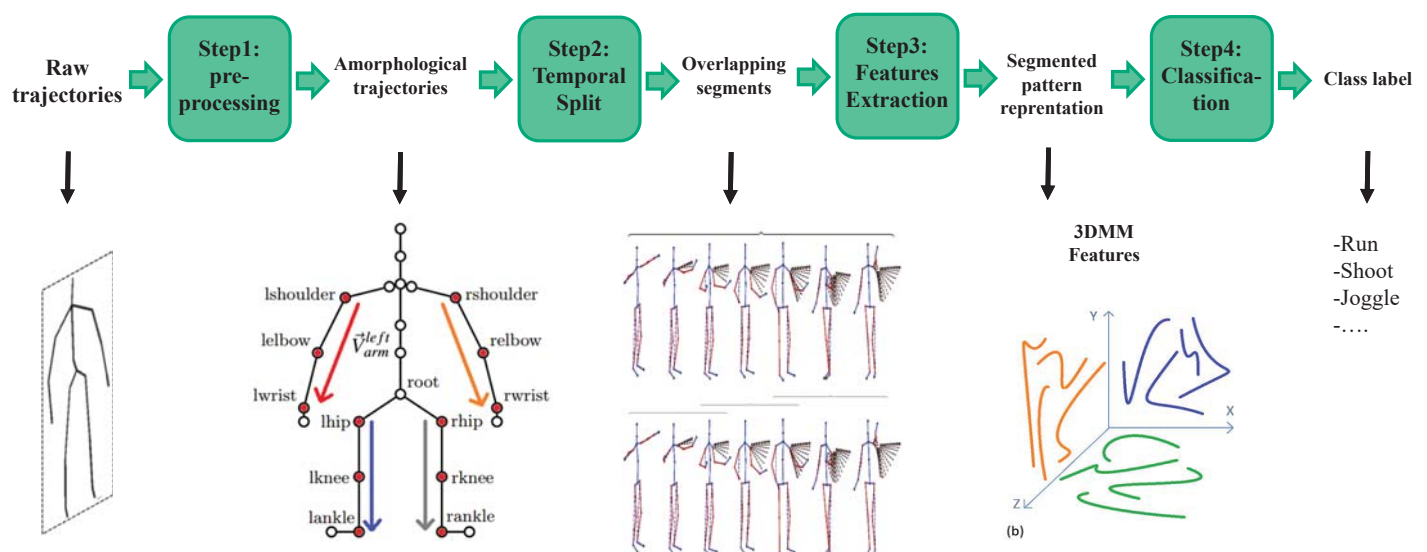 Raw
trajectories
Step1:
pre-
processing
Amorphological
trajectories
Step2:
Temporal
Split
Overlapping
segments
Step3:
Features
Extraction
Segmented
pattern
reprentation
Step4:
Classifica-
tion
Class label
lshoulder
rshoulder
lelbow
relbow
V⃗ left arm
lwrist
root
rwrist
lhip
rhip
lknee
rknee
lankle
rankle
3DMM
Features
Y
X
Z
(b)
-Run
-Shoot
-Joggle
-….